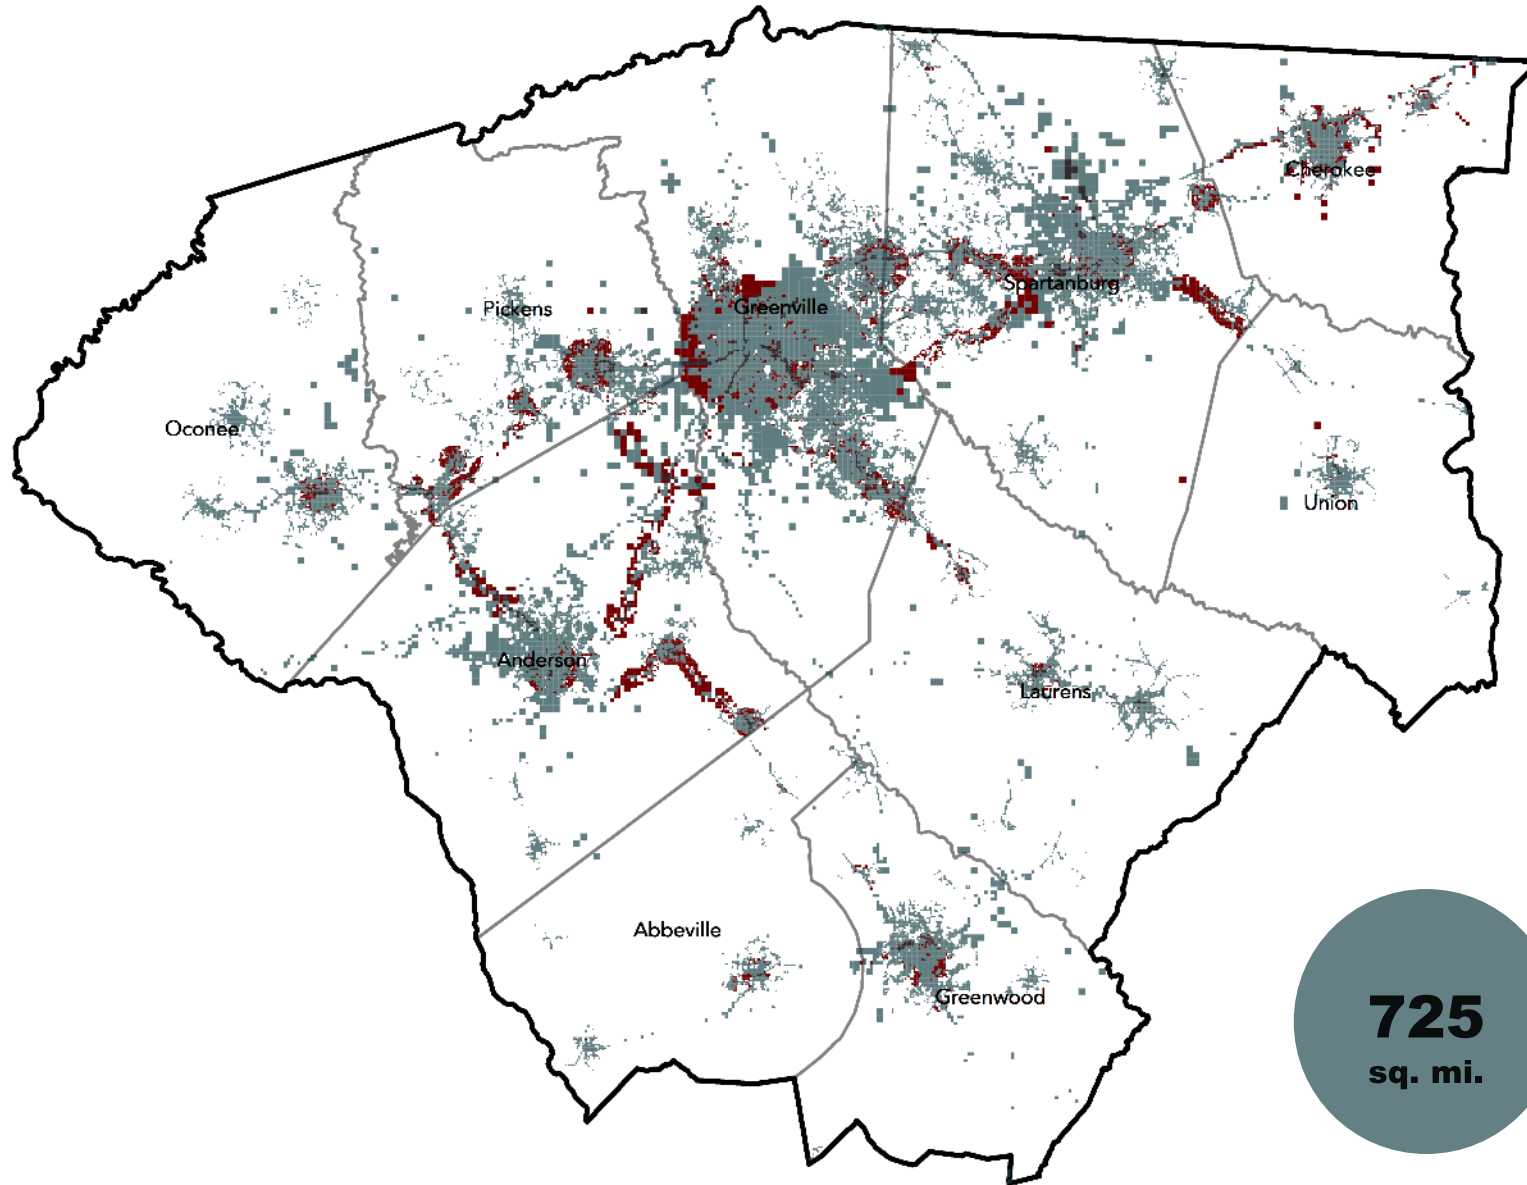 Cherokee
Spartanburg
Greenville
Pickens
Oconee
Union
Anderson
Laurens
Abbeville
Greenwood
725
sq. mi.